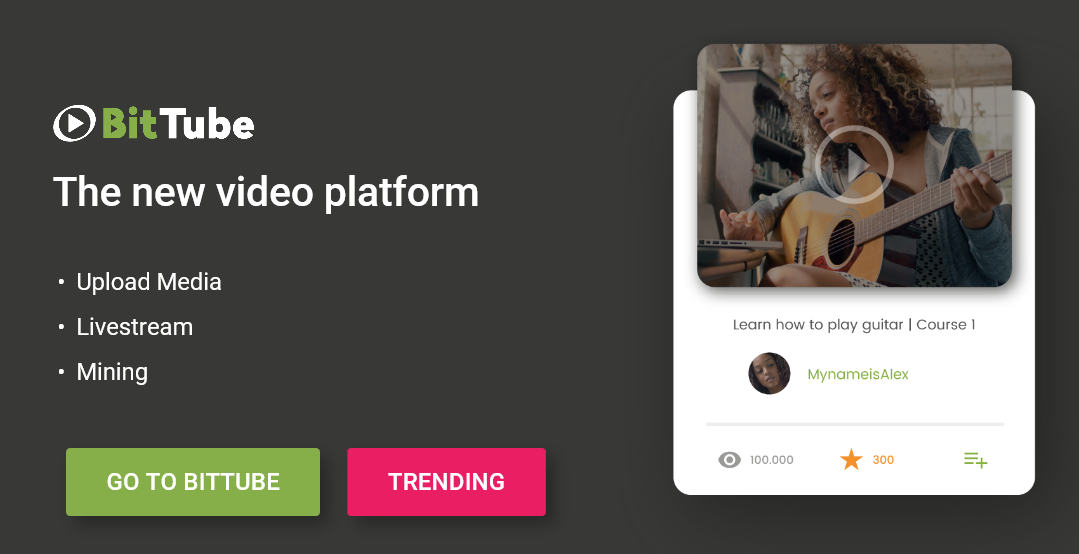 BitTube
The new video platform
• Upload Media
• Livestream
• Mining
GO TO BITTUBE
TRENDING
Learn how to play guitar | Course 1
MynameisAlex
100.000
300